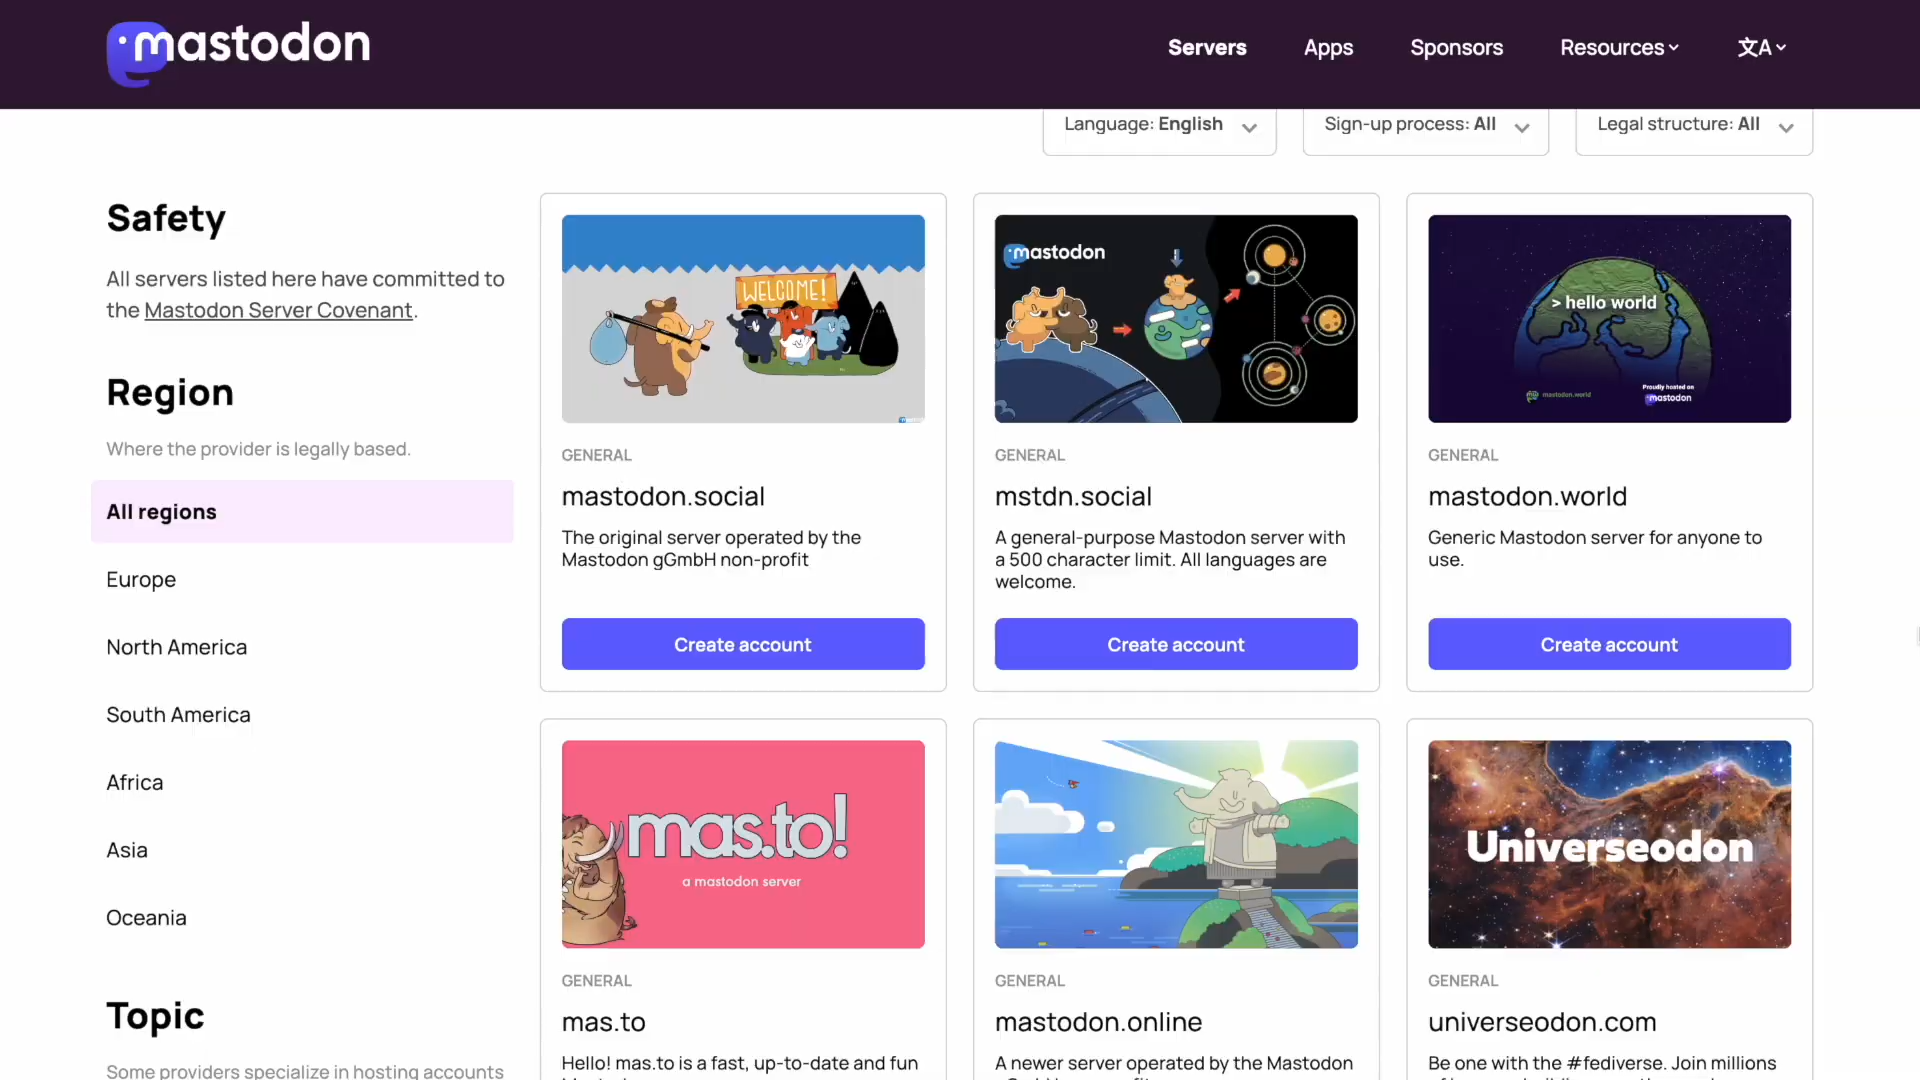 mastodon
Servers
Apps
Sponsors
Resources
文A
Language: English
Sign-up process: All
Legal structure: All
Safety
All servers listed here have committed to
the Mastodon Server Covenant.
Region
Where the provider is legally based.
All regions
Europe
North America
South America
Africa
Asia
Oceania
Topic
Some providers specialize in hosting accounts
WELCOME!
GENERAL
mastodon.social
The original server operated by the
Mastodon gGmbH non-profit
Create account
mastodon
GENERAL
mstdn.social
A general-purpose Mastodon server with
a 500 character limit. All languages are
welcome.
Create account
> hello world
mastodon.world
Proudly hosted on
mastodon
GENERAL
mastodon.world
Generic Mastodon server for anyone to
use.
Create account
mas.to!
a mastodon server
GENERAL
mas.to
Hello! mas.to is a fast, up-to-date and fun
GENERAL
mastodon.online
A newer server operated by the Mastodon
Universeodon
GENERAL
universeodon.com
Be one with the #fediverse. Join millions